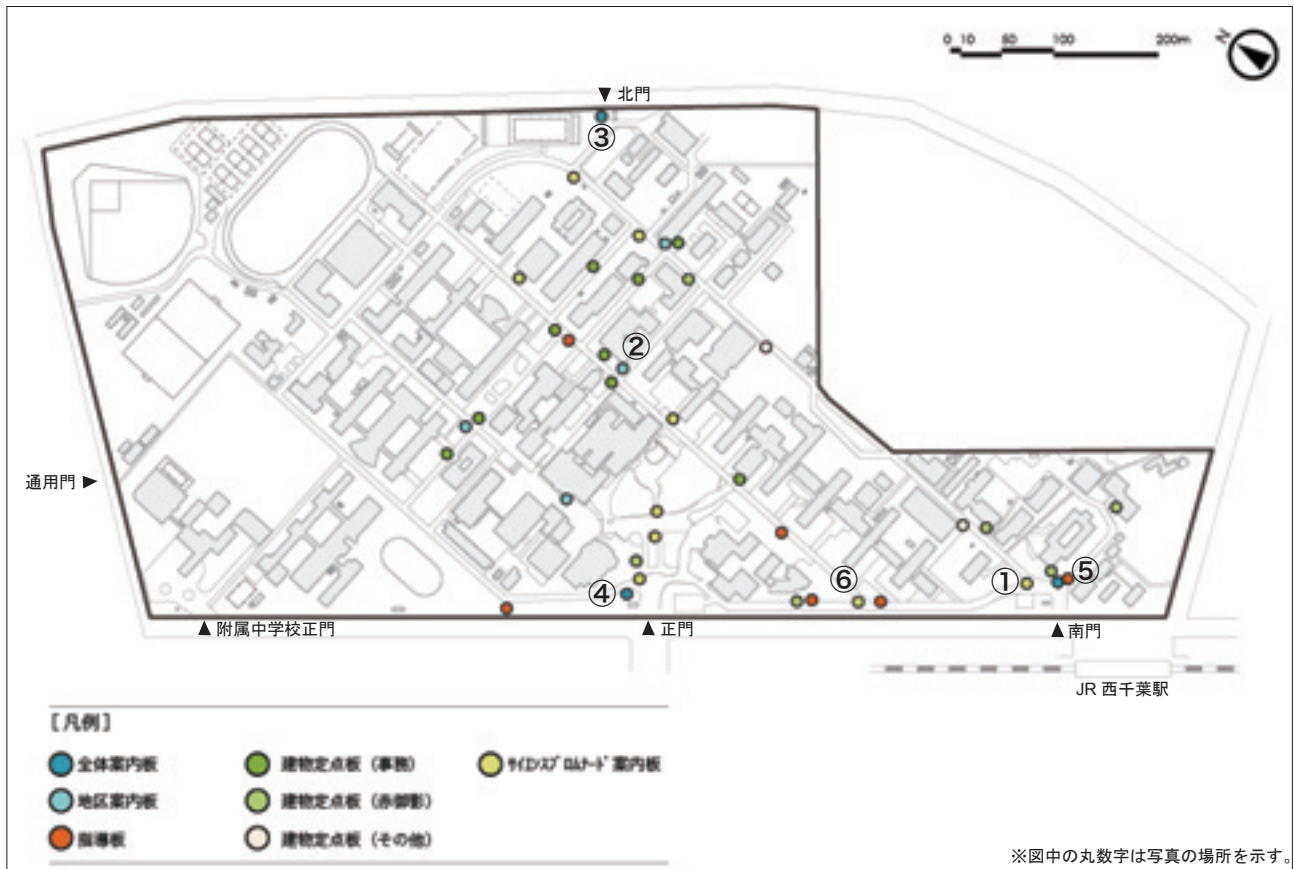 0 10 50 100 200m
N
▼ 北門
③
②
通用門 ▶
④
⑥
①
⑤
▲ 附属中学校正門
▲ 正門
▲ 南門
JR 西千葉駅
[凡例]
全体案内板
建物定点板（事務）
サイエンスプロムナード 案内板
地区案内板
建物定点板（赤御影）
指導板
建物定点板（その他）
※図中の丸数字は写真の場所を示す。